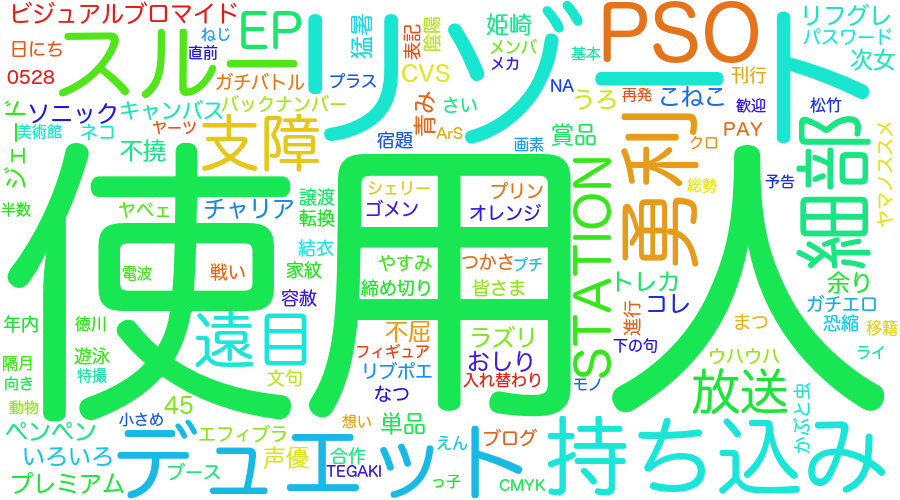 ビジュアルブロマイド
EP
リゾート
PSO
リフグレ
パスワード
次女
日にち
ねじ
直前
スルー
猛暑
表記
陰陽
姫崎
メンバ
メカ
基本
0528
ガチバトル
プラス
CVS
NA
うろ
再発
刊行
こねこ
歓迎
松竹
ソニック
キャンバス
バックナンバー
青み
さい
ArS
賞品
PAY
クロ
細部
ヤマノススメ
美術館
ネコ
ヤーツ
支障
宿題
画素
勇利
総勢
予告
ジェード
不撓
使用人
譲渡
転換
シェリー
ゴメン
プリン
オレンジ
STATION
半数
ヤベェ
チャリア
結衣
家紋
やすみ
つかさ
プチ
電波
戦い
容赦
締め切り
皆さま
トレカ
コレ
余り
ガチエロ
恐縮
移籍
進行
まつ
下の句
年内
徳川
遠目
不屈
ラズリ
ウハウハ
ライ
隔月
遊泳
フィギュア
おしり
向き
特撮
文句
リブポエ
なつ
入れ替わり
モノ
放送
かぶと虫
動物
小さめ
45
想い
単品
持ち込み
ペンペン
デュエット
エフィブラ
えん
ブログ
いろいろ
ブース
声優
合作
TEGAKI
プレミアム
っ子
CMYK